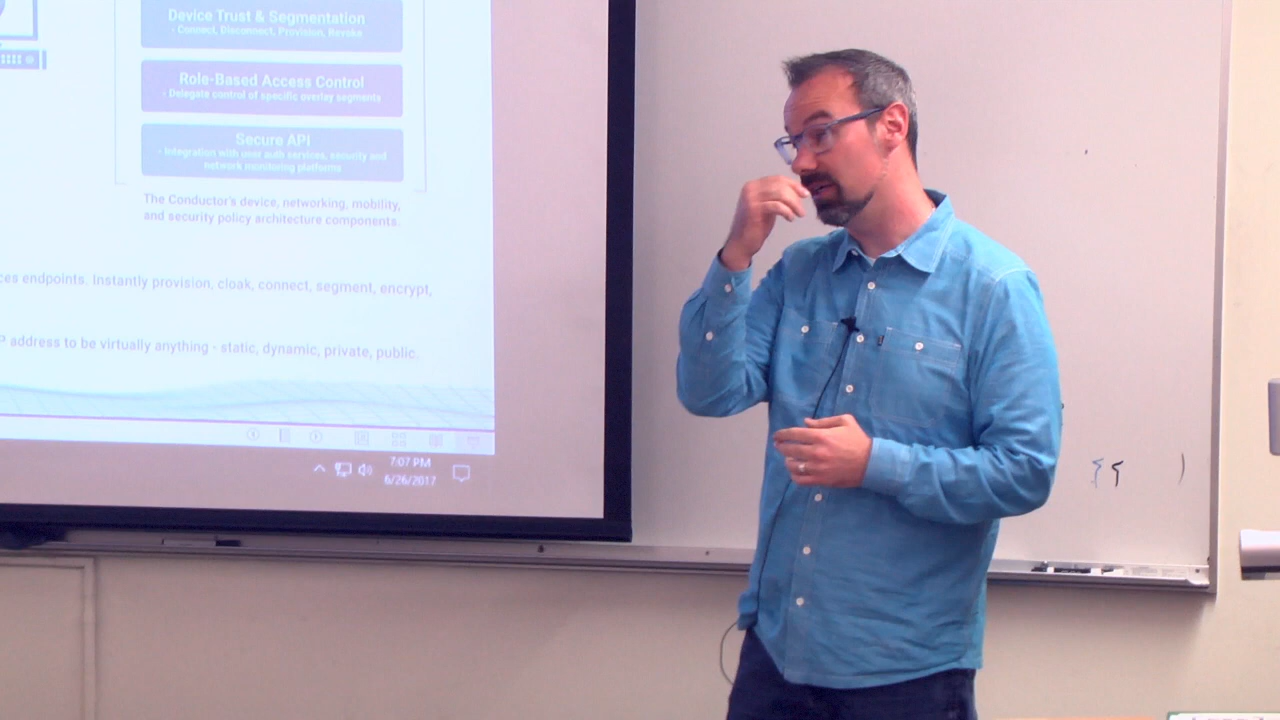 Device Trust & Segmentation
- Connect, Disconnect, Provision, Revoke
Role-Based Access Control
- Delegate control of specific overlay segments
Secure API
- Integration with user auth services, security and
network monitoring platforms
The Conductor's device, networking, mobility,
and security policy architecture components.
ces endpoints. Instantly provision, cloak, connect, segment, encrypt,
P address to be virtually anything - static, dynamic, private, public.
7:07 PM
6/26/2017